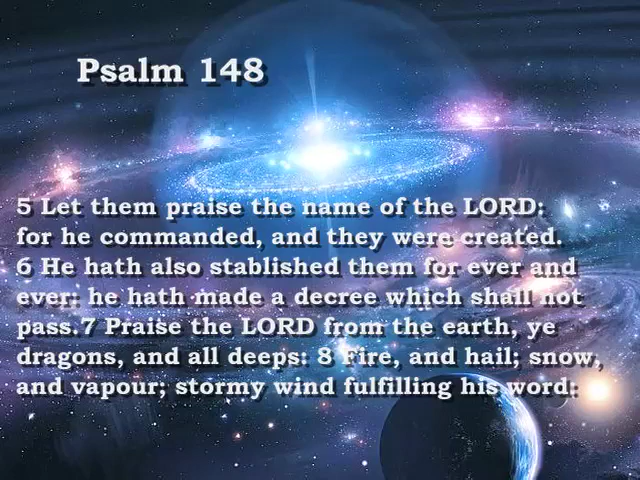 Psalm 148
5 Let them praise the name of the LORD:
for he commanded, and they were created.
6 He hath also stablished them for ever and
ever: he hath made a decree which shall not
pass.7 Praise the LORD from the earth, ye
dragons, and all deeps: 8 Fire, and hail; snow,
and vapour; stormy wind fulfilling his word: